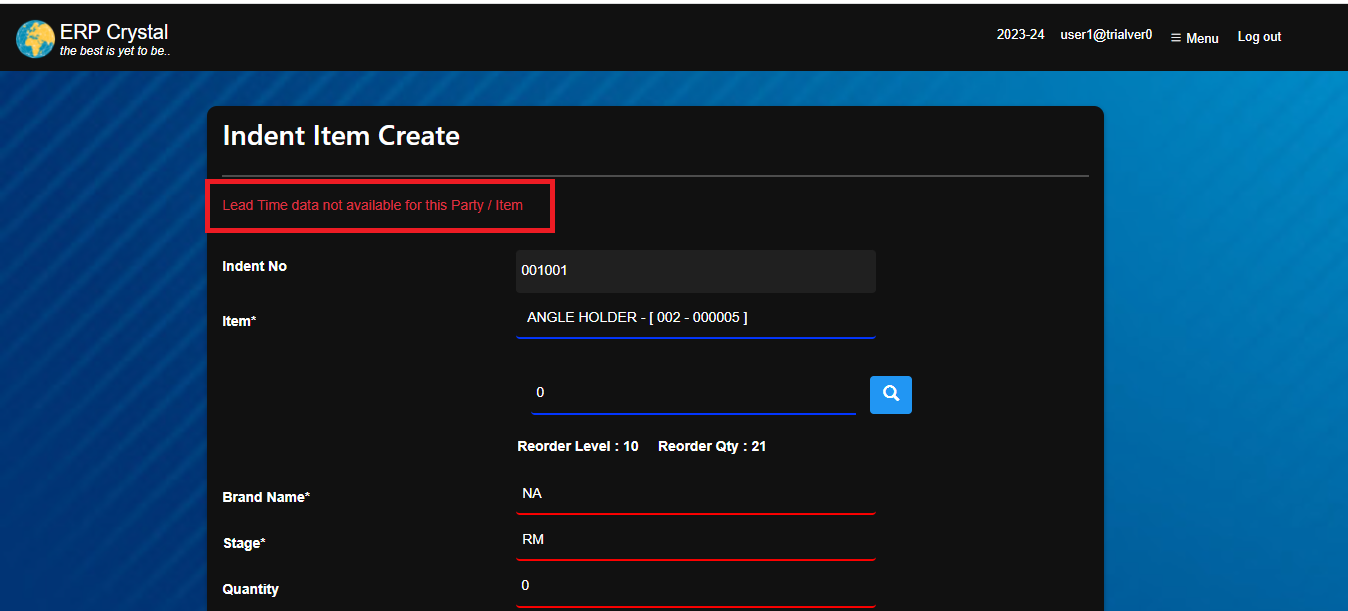 ERP Crystal
the best is yet to be..
2023-24 user1@trialver0 ☰ Menu Log out
Indent Item Create
Lead Time data not available for this Party / Item
Indent No 001001
Item* ANGLE HOLDER - [ 002 - 000005 ]
0
Reorder Level : 10 Reorder Qty : 21
Brand Name* NA
Stage* RM
Quantity 0